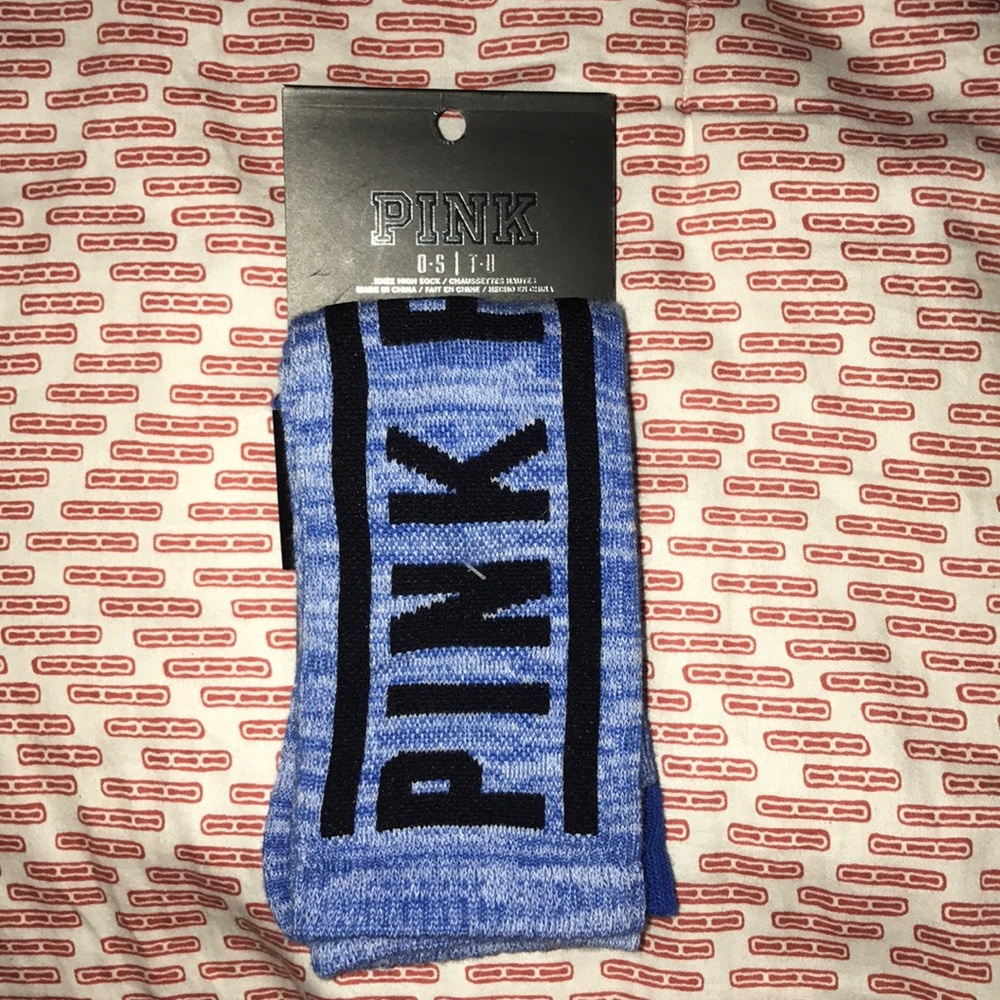 PINK
O·S | T·U
KNEE HIGH SOCK / CHAUSSETTES HAUTES
MADE IN CHINA / FAIT EN CHINE / HECHO EN CHINA
PINK P